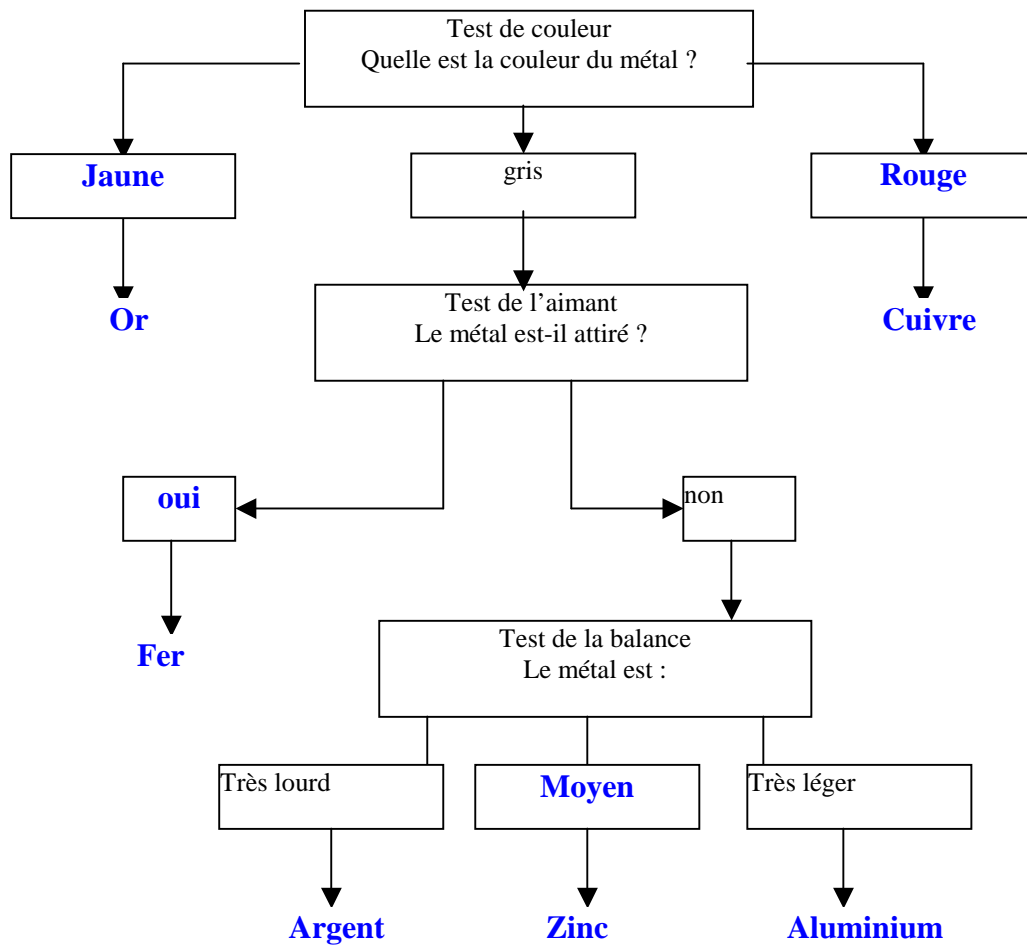 Test de couleur
Quelle est la couleur du métal ?
Jaune
gris
Rouge
Or
Test de l’aimant
Le métal est-il attiré ?
Cuivre
oui
non
Fer
Test de la balance
Le métal est :
Très lourd
Moyen
Très léger
Argent
Zinc
Aluminium